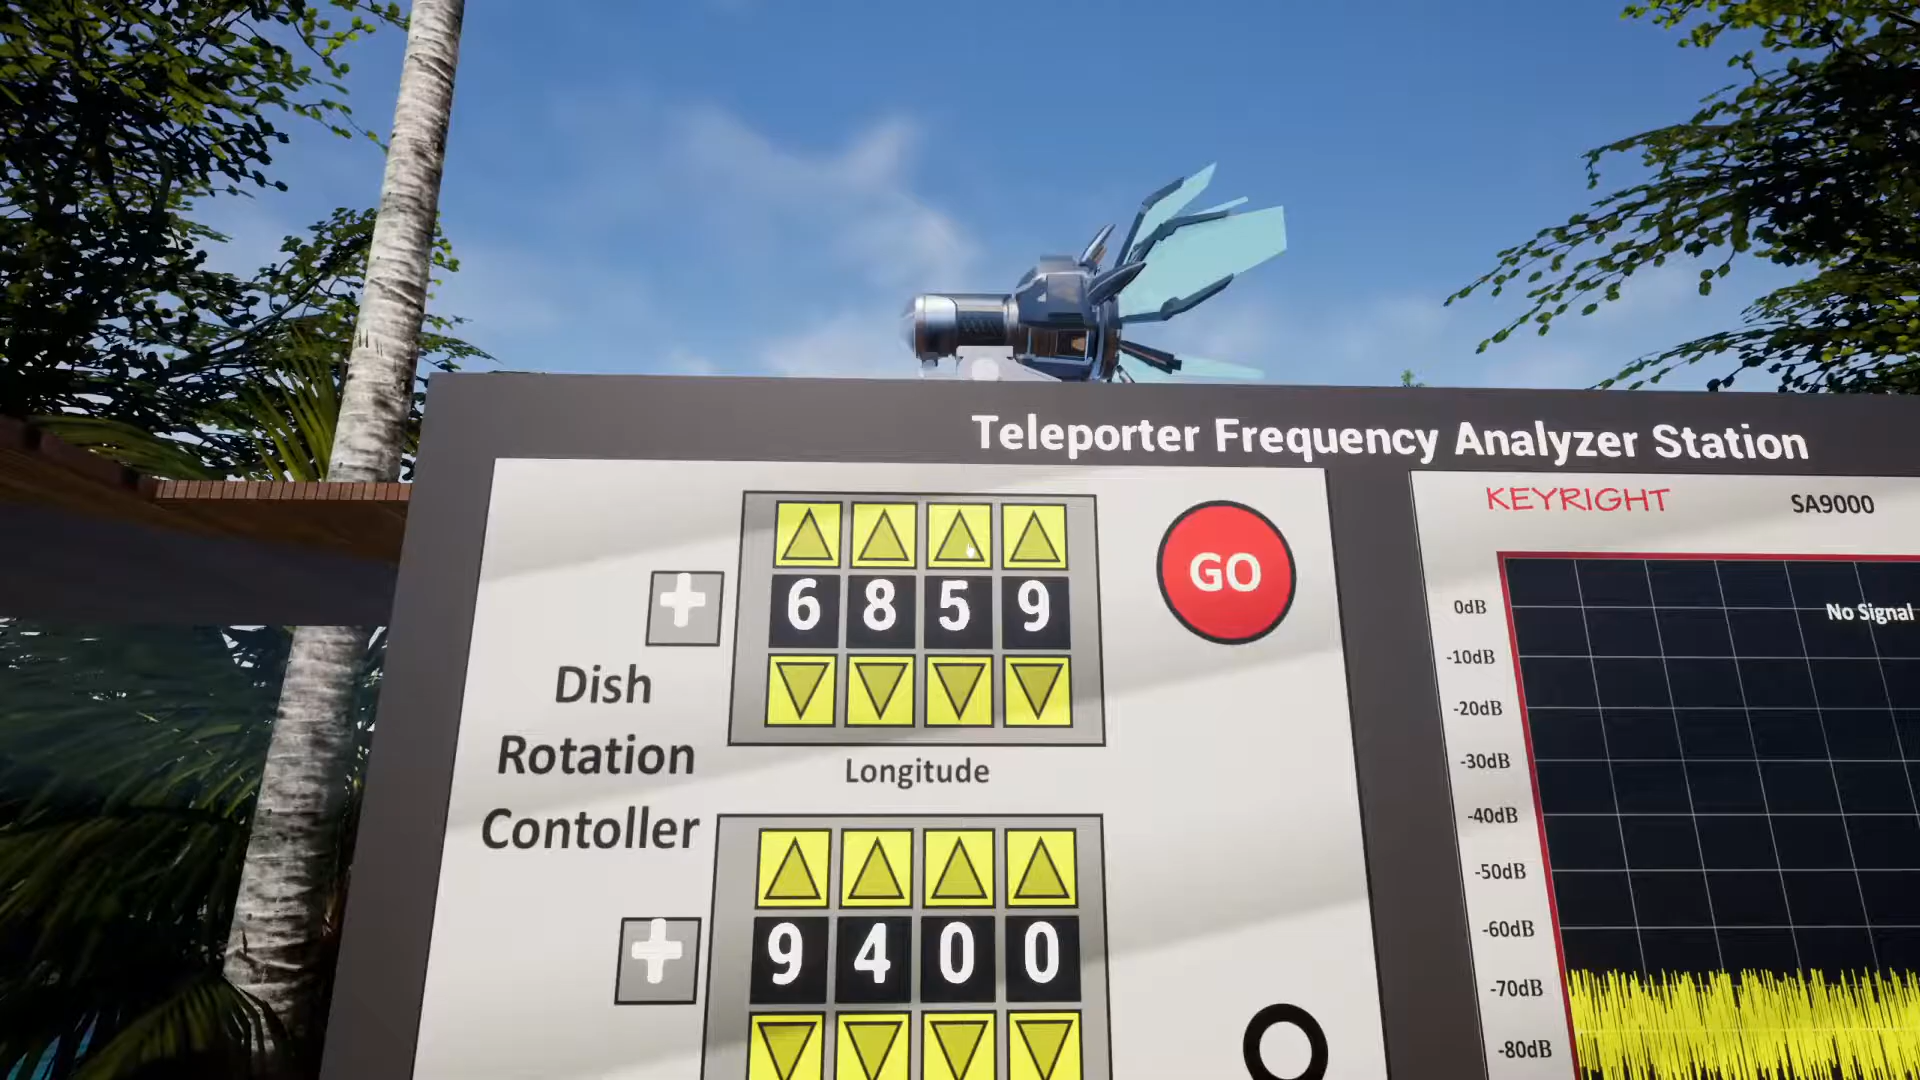 Teleporter Frequency Analyzer Station
KEYRIGHT
SA9000
+
6859
GO
Dish
Rotation
Contoller
Longitude
+
9400
No Signal
0dB
-10dB
-20dB
-30dB
-40dB
-50dB
-60dB
-70dB
-80dB